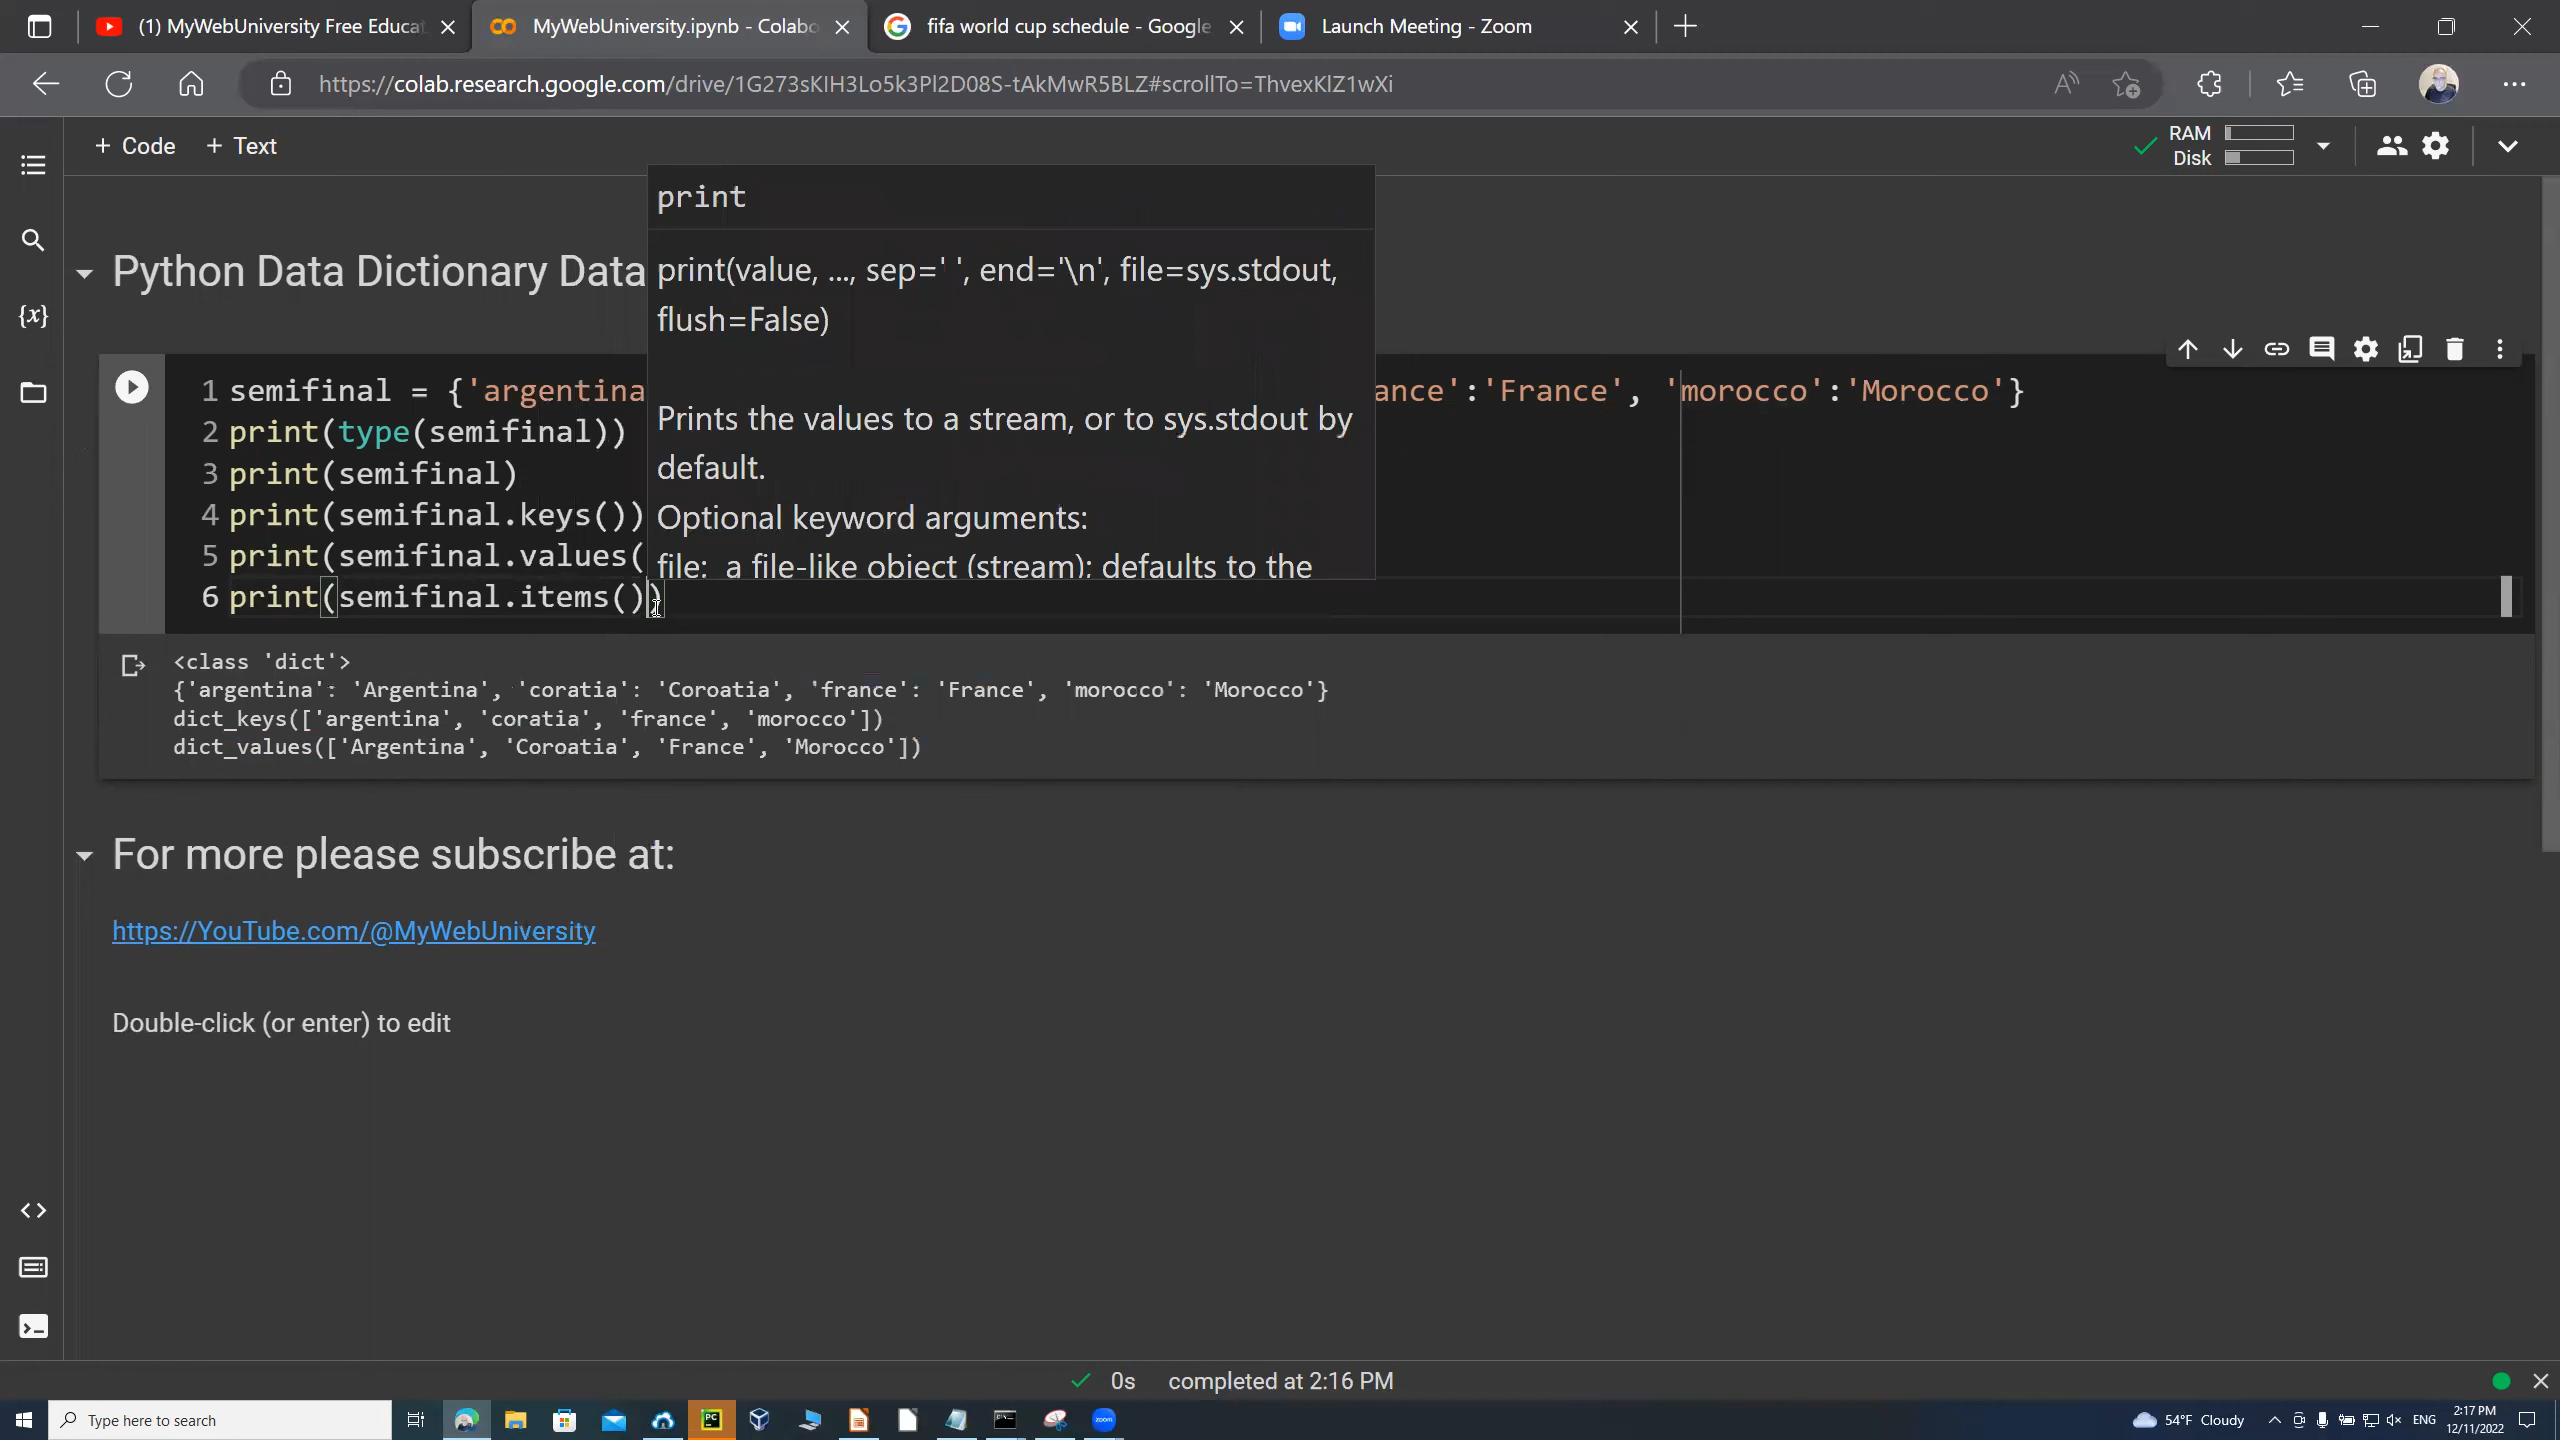 (1) MyWebUniversity Free Educat
MyWebUniversity.ipynb - Colabo
fifa world cup schedule - Google
Launch Meeting - Zoom
https://colab.research.google.com/drive/1G273sKIH3Lo5k3Pl2D08S-tAkMwR5BLZ#scrollTo=ThvexKlZ1wXi
+ Code + Text
RAM
Disk
print
print(value, ..., sep=' ', end='\n', file=sys.stdout,
flush=False)
Prints the values to a stream, or to sys.stdout by
default.
Optional keyword arguments:
file: a file-like object (stream); defaults to the
Python Data Dictionary Data
1 semifinal = {'argentina ance':'France', 'morocco':'Morocco'}
2 print(type(semifinal))
3 print(semifinal)
4 print(semifinal.keys())
5 print(semifinal.values(
6 print(semifinal.items())
<class 'dict'>
{'argentina': 'Argentina', 'coratia': 'Coroatia', 'france': 'France', 'morocco': 'Morocco'}
dict_keys(['argentina', 'coratia', 'france', 'morocco'])
dict_values(['Argentina', 'Coroatia', 'France', 'Morocco'])
For more please subscribe at:
https://YouTube.com/@MyWebUniversity
Double-click (or enter) to edit
0s completed at 2:16 PM
Type here to search
54°F Cloudy
ENG
2:17 PM
12/11/2022